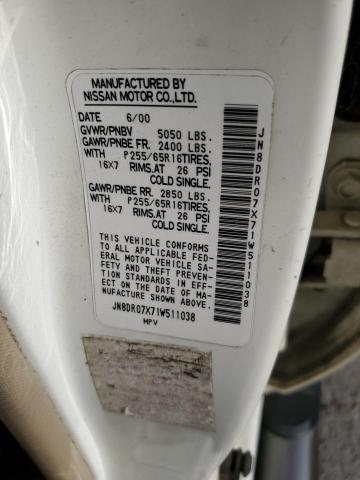 MANUFACTURED BY
NISSAN MOTOR CO.,LTD.
DATE 6/00
GVWR/PNBV 5050 LBS.
GAWR/PNBE FR. 2400 LBS.
WITH P255/65R16TIRES,
16X7 RIMS.AT 26 PSI
COLD SINGLE.
GAWR/PNBE RR. 2850 LBS.
WITH P255/65R16TIRES,
16X7 RIMS.AT 26 PSI
COLD SINGLE.
THIS VEHICLE CONFORMS
TO ALL APPLICABLE FED-
ERAL MOTOR VEHICLE SA-
FETY AND THEFT PREVENTION
STANDARDS IN EFF-
ECT ON THE DATE OF MA-
NUFACTURE SHOWN ABOVE.
JN8DR07X71W511038
MPV
JN8DR07X71W511038